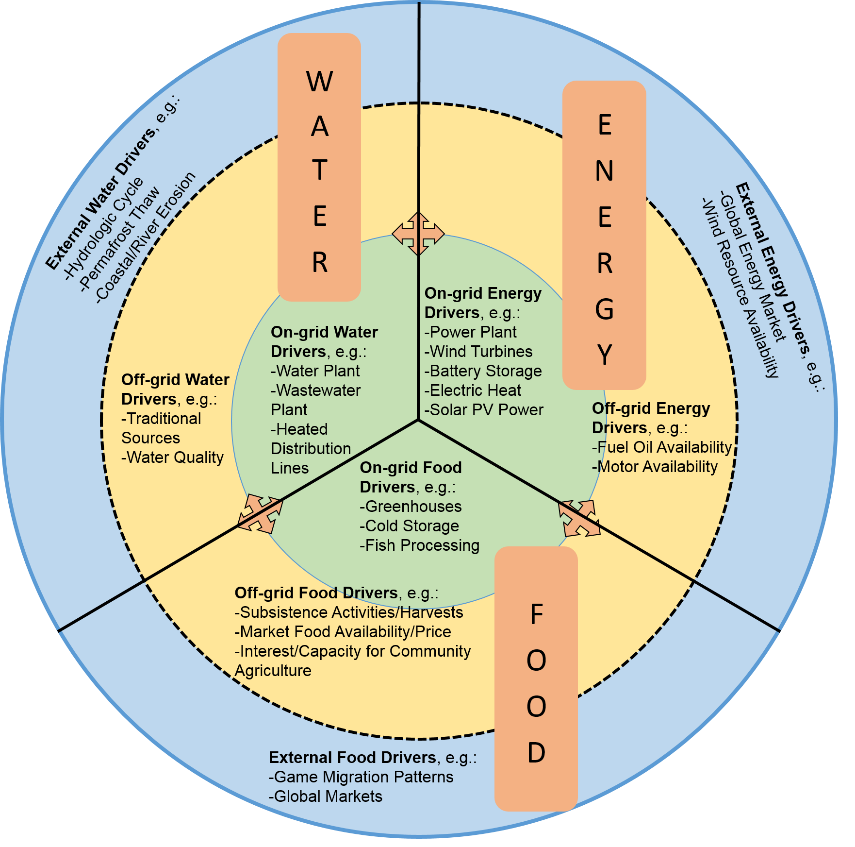 WATER
ENERGY
FOOD
External Water Drivers, e.g.:
-Hydrologic Cycle
-Permafrost Thaw
-Coastal/River Erosion
External Energy Drivers, e.g.:
-Global Energy Market
-Wind Resource Availability
On-grid Water
Drivers, e.g.:
-Water Plant
-Wastewater
Plant
-Heated
Distribution
Lines
On-grid Energy
Drivers, e.g.:
-Power Plant
-Wind Turbines
-Battery Storage
-Electric Heat
-Solar PV Power
Off-grid Water
Drivers, e.g.:
-Traditional
Sources
-Water Quality
Off-grid Energy
Drivers, e.g.:
-Fuel Oil Availability
-Motor Availability
On-grid Food
Drivers, e.g.:
-Greenhouses
-Cold Storage
-Fish Processing
Off-grid Food Drivers, e.g.:
-Subsistence Activities/Harvests
-Market Food Availability/Price
-Interest/Capacity for Community
Agriculture
External Food Drivers, e.g.:
-Game Migration Patterns
-Global Markets